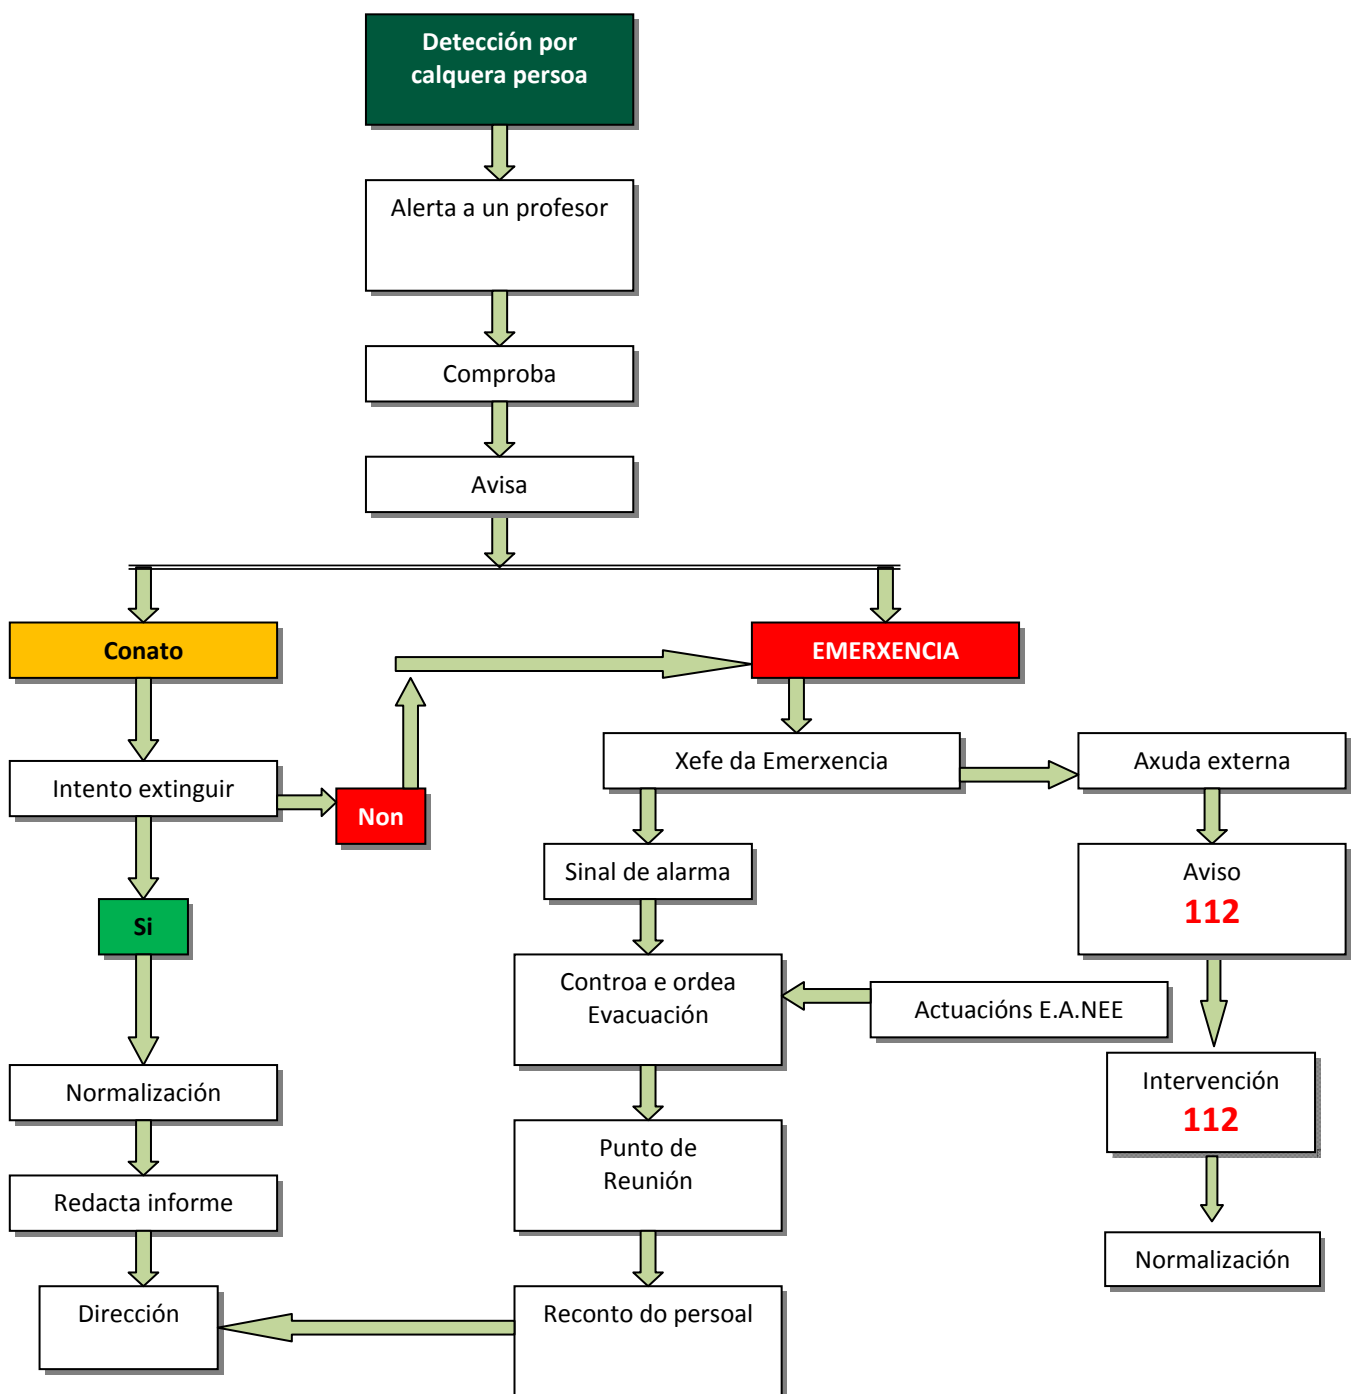 Detección por
calquera persoa
Alerta a un profesor
Comproba
Avisa
Conato
EMERXENCIA
Xefe da Emerxencia
Axuda externa
Intento extinguir
Non
Sinal de alarma
Aviso
112
Si
Controa e ordea
Evacuación
Actuacións E.A.NEE
Intervención
112
Normalización
Punto de
Reunión
Redacta informe
Normalización
Dirección
Reconto do persoal